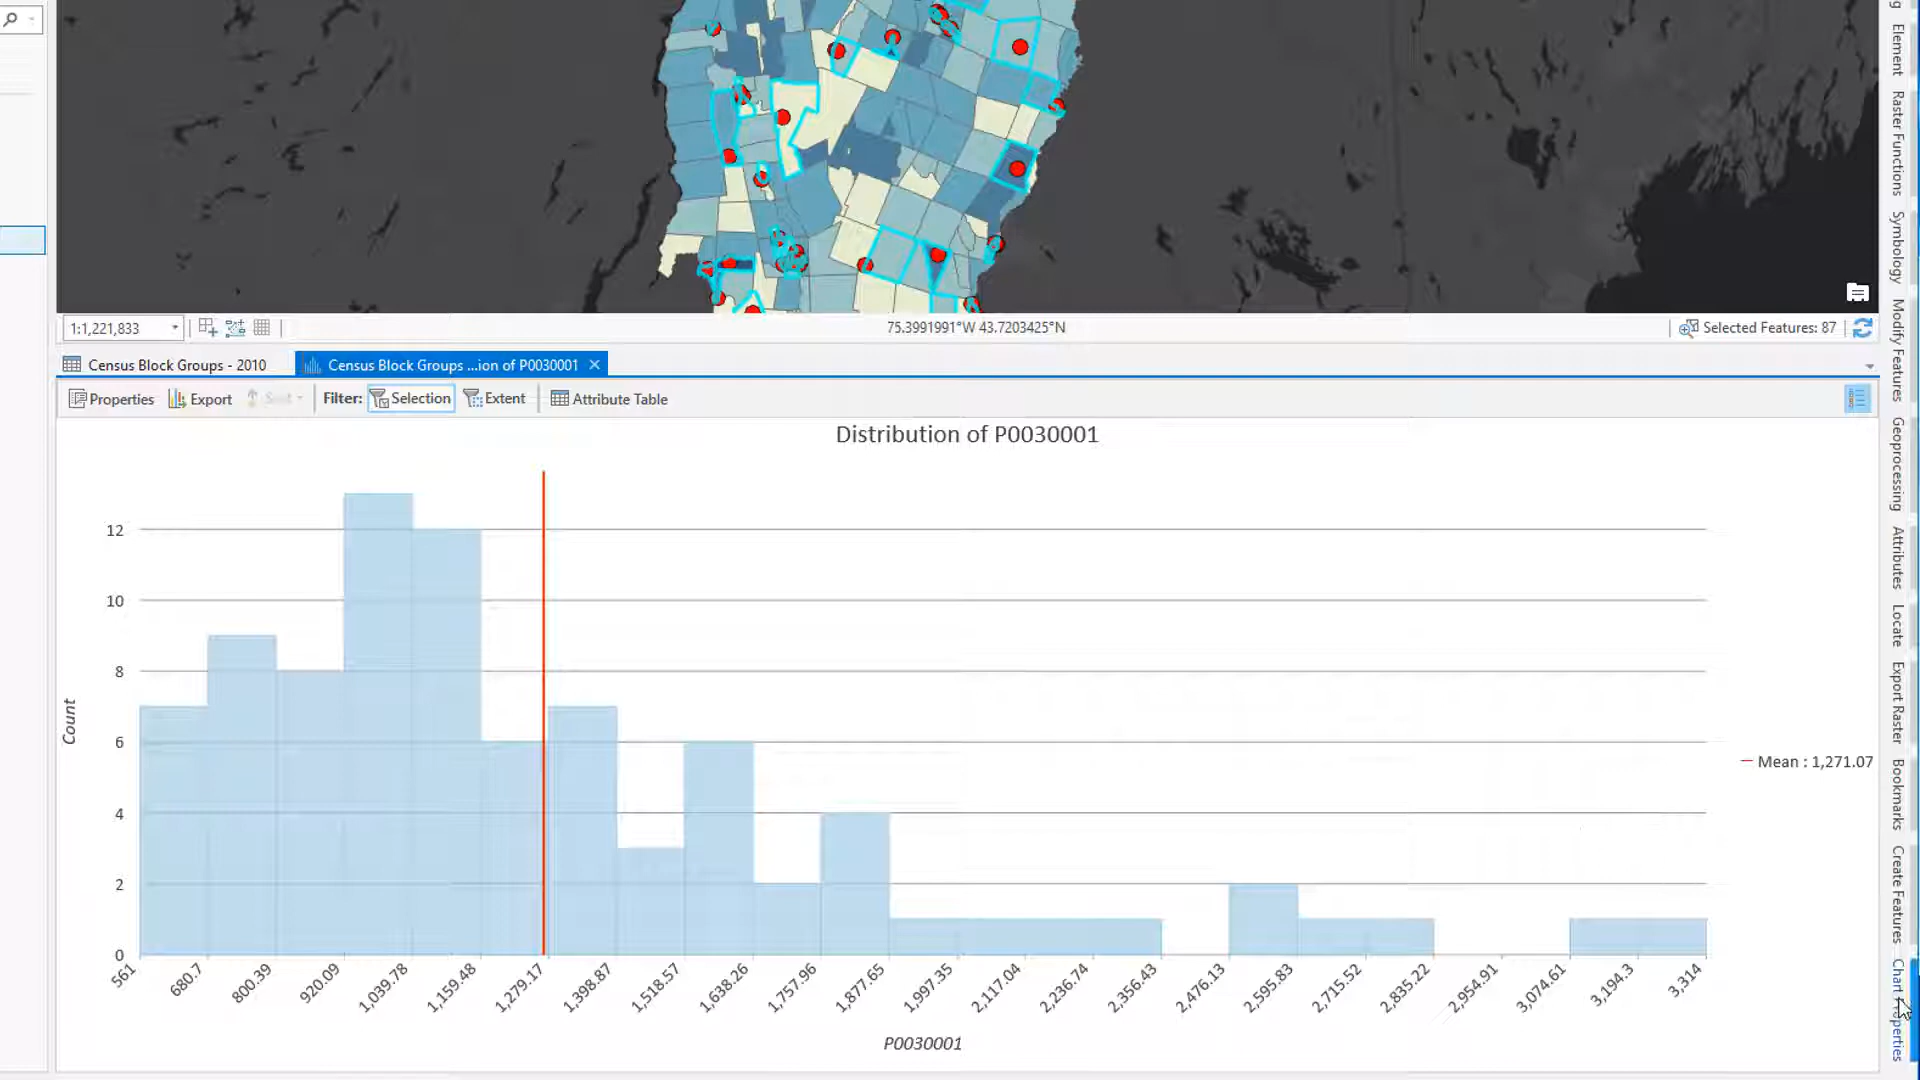 1:1,221,833
75.3991991°W 43.7203425°N
Selected Features: 87
Census Block Groups - 2010
Census Block Groups ...ion of P0030001
Properties
Export
Sort
Filter:
Selection
Extent
Attribute Table
Distribution of P0030001
12
10
8
6
4
2
0
Count
561
680.7
800.39
920.09
1,039.78
1,159.48
1,279.17
1,398.87
1,518.57
1,638.26
1,757.96
1,877.65
1,997.35
2,117.04
2,236.74
2,356.43
2,476.13
2,595.83
2,715.52
2,835.22
2,954.91
3,074.61
3,194.3
3,314
P0030001
Mean : 1,271.07
Element
Raster Functions
Symbology
Modify Features
Geoprocessing
Attributes
Locate
Export Raster
Bookmarks
Create Features
Chart Properties